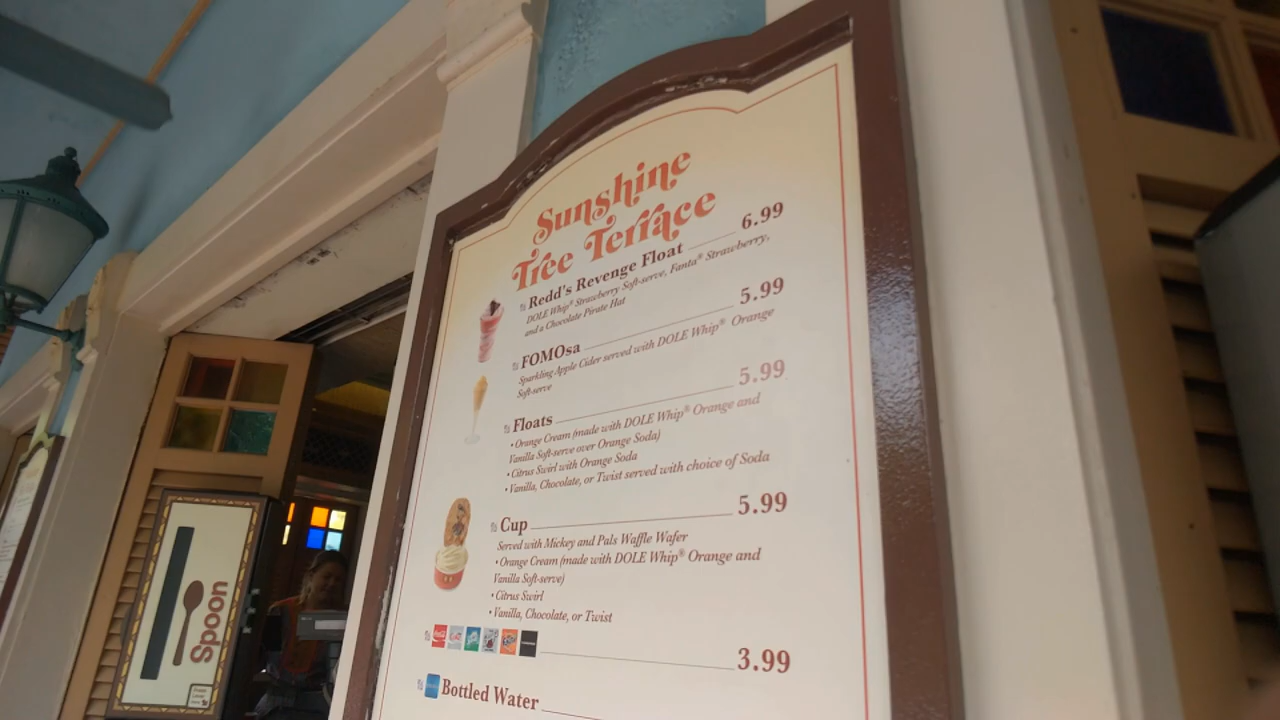 Sunshine
Tree Terrace
Redd's Revenge Float 6.99
DOLE Whip® Strawberry Soft-serve, Fanta® Strawberry,
and a Chocolate Pirate Hat
FOMOsa 5.99
Sparkling Apple Cider served with DOLE Whip® Orange
Soft-serve
Floats 5.99
• Orange Cream (made with DOLE Whip® Orange and
Vanilla Soft-serve over Orange Soda)
• Citrus Swirl with Orange Soda
• Vanilla, Chocolate, or Twist served with choice of Soda
Cup 5.99
Served with Mickey and Pals Waffle Wafer
• Orange Cream (made with DOLE Whip® Orange and
Vanilla Soft-serve)
• Citrus Swirl
• Vanilla, Chocolate, or Twist
3.99
Bottled Water
Spoon